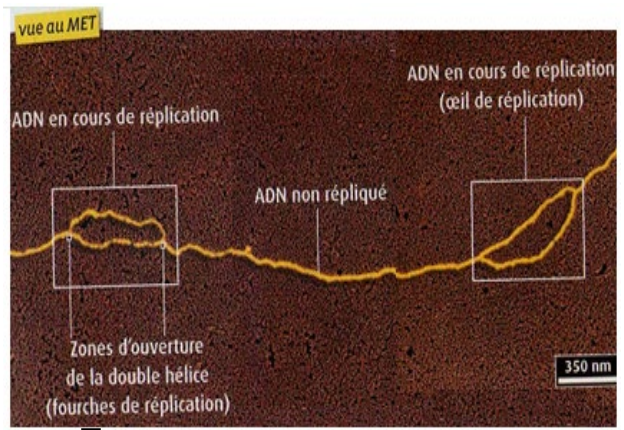 vue au MET
ADN en cours de réplication
(œil de réplication)
ADN en cours de réplication
ADN non répliqué
Zones d'ouverture
de la double hélice
(fourches de réplication)
350 nm